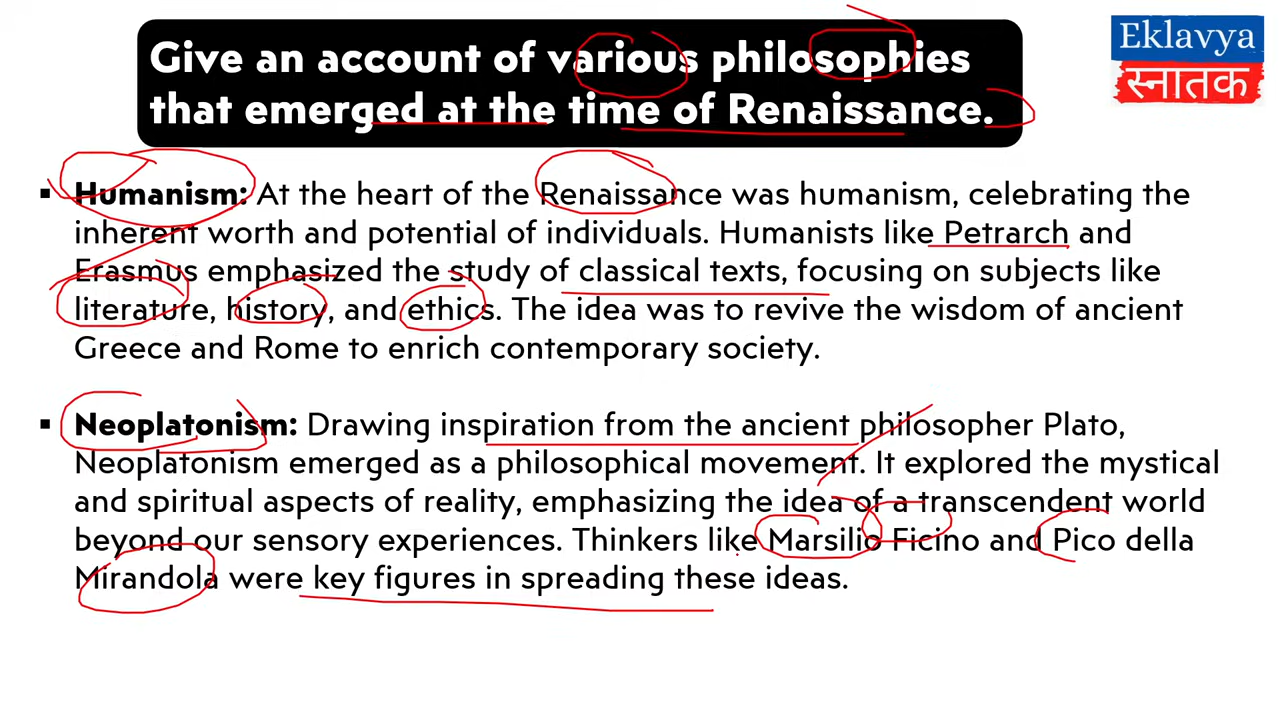 Give an account of various philosophies
that emerged at the time of Renaissance.
Eklavya
स्नातक
▪ Humanism: At the heart of the Renaissance was humanism, celebrating the
inherent worth and potential of individuals. Humanists like Petrarch and
Erasmus emphasized the study of classical texts, focusing on subjects like
literature, history, and ethics. The idea was to revive the wisdom of ancient
Greece and Rome to enrich contemporary society.
▪ Neoplatonism: Drawing inspiration from the ancient philosopher Plato,
Neoplatonism emerged as a philosophical movement. It explored the mystical
and spiritual aspects of reality, emphasizing the idea of a transcendent world
beyond our sensory experiences. Thinkers like Marsilio Ficino and Pico della
Mirandola were key figures in spreading these ideas.